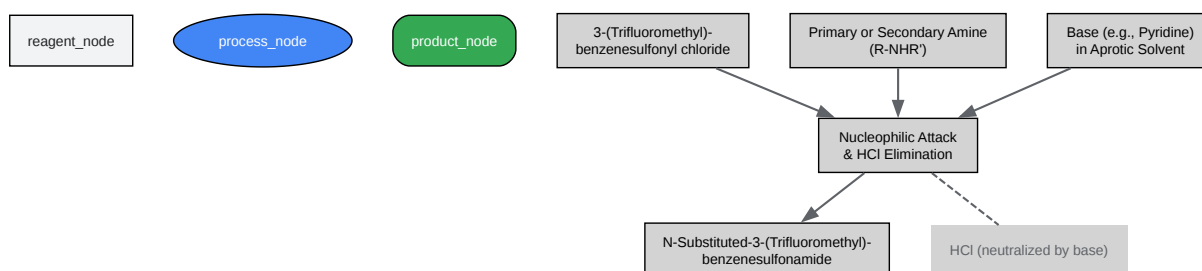 reagent_node
process_node
product_node
3-(Trifluoromethyl)-
benzenesulfonyl chloride
Primary or Secondary Amine
(R-NHR')
Base (e.g., Pyridine)
in Aprotic Solvent
Nucleophilic Attack
& HCl Elimination
N-Substituted-3-(Trifluoromethyl)-
benzenesulfonamide
HCl (neutralized by base)